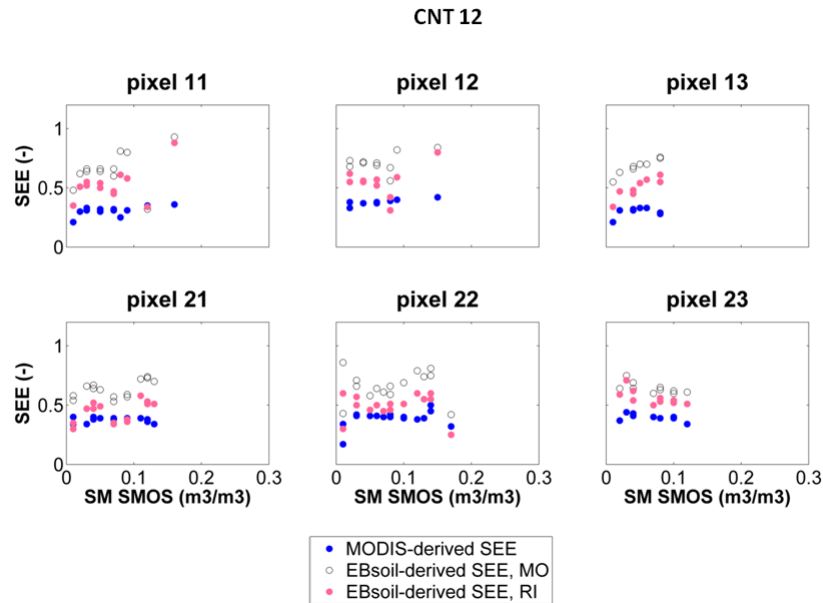 CNT 12
pixel 11
pixel 12
pixel 13
SEE (-)
1
0.5
0
pixel 21
pixel 22
pixel 23
SEE (-)
1
0.5
0
0 0.1 0.2 0.3 0 0.1 0.2 0.3 0 0.1 0.2 0.3
SM SMOS (m3/m3)
SM SMOS (m3/m3)
SM SMOS (m3/m3)
MODIS-derived SEE
EBsoil-derived SEE, MO
EBsoil-derived SEE, RI